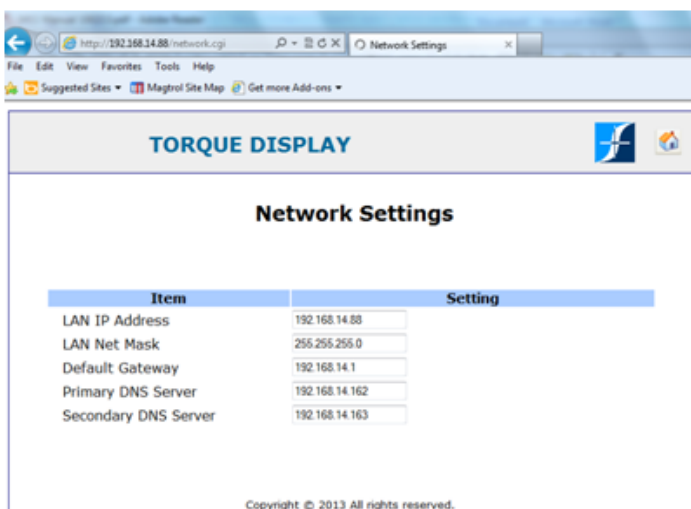 http://192.168.14.88/network.cgi
Network Settings
File Edit View Favorites Tools Help
Suggested Sites Magtrol Site Map Get more Add-ons
TORQUE DISPLAY
Network Settings
Item Setting
LAN IP Address 192.168.14.88
LAN Net Mask 255.255.255.0
Default Gateway 192.168.14.1
Primary DNS Server 192.168.14.162
Secondary DNS Server 192.168.14.163
Copyright © 2013 All rights reserved.